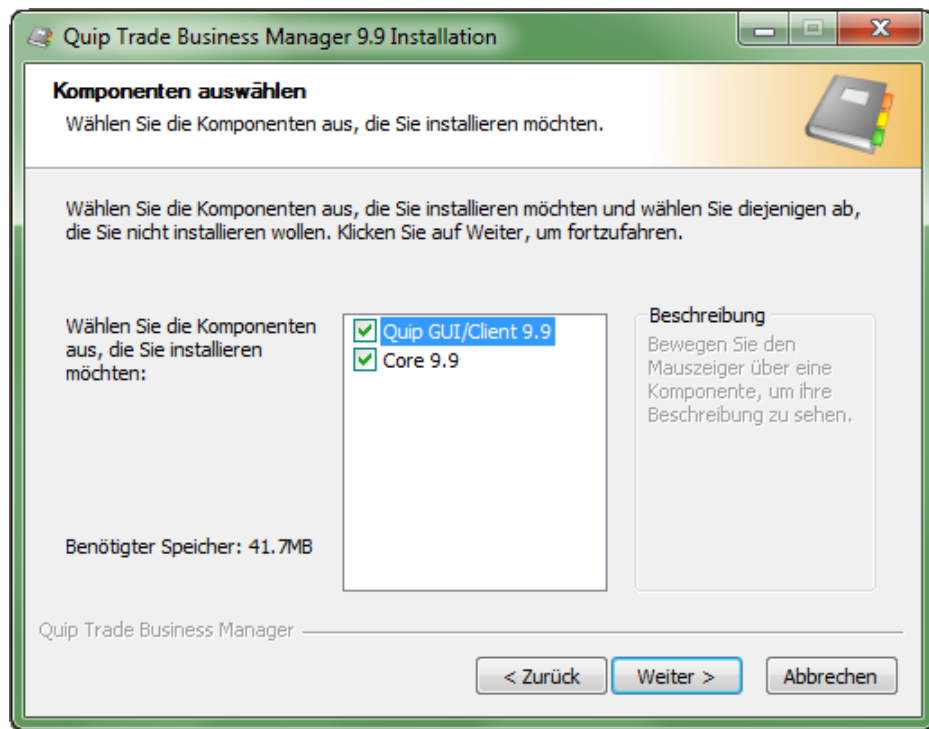 Quip Trade Business Manager 9.9 Installation
Komponenten auswählen
Wählen Sie die Komponenten aus, die Sie installieren möchten.
Wählen Sie die Komponenten aus, die Sie installieren möchten und wählen Sie diejenigen ab,
die Sie nicht installieren wollen. Klicken Sie auf Weiter, um fortzufahren.
Wählen Sie die Komponenten
aus, die Sie installieren
möchten:
Quip GUI/Client 9.9
Core 9.9
Beschreibung
Bewegen Sie den
Mauszeiger über eine
Komponente, um ihre
Beschreibung zu sehen.
Benötigter Speicher: 41.7MB
Quip Trade Business Manager
< Zurück
Weiter >
Abbrechen